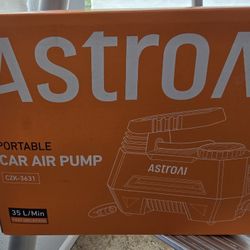 AstroAI
PORTABLE
CAR AIR PUMP
CZK-3631
ASTROAI
35 L/Min